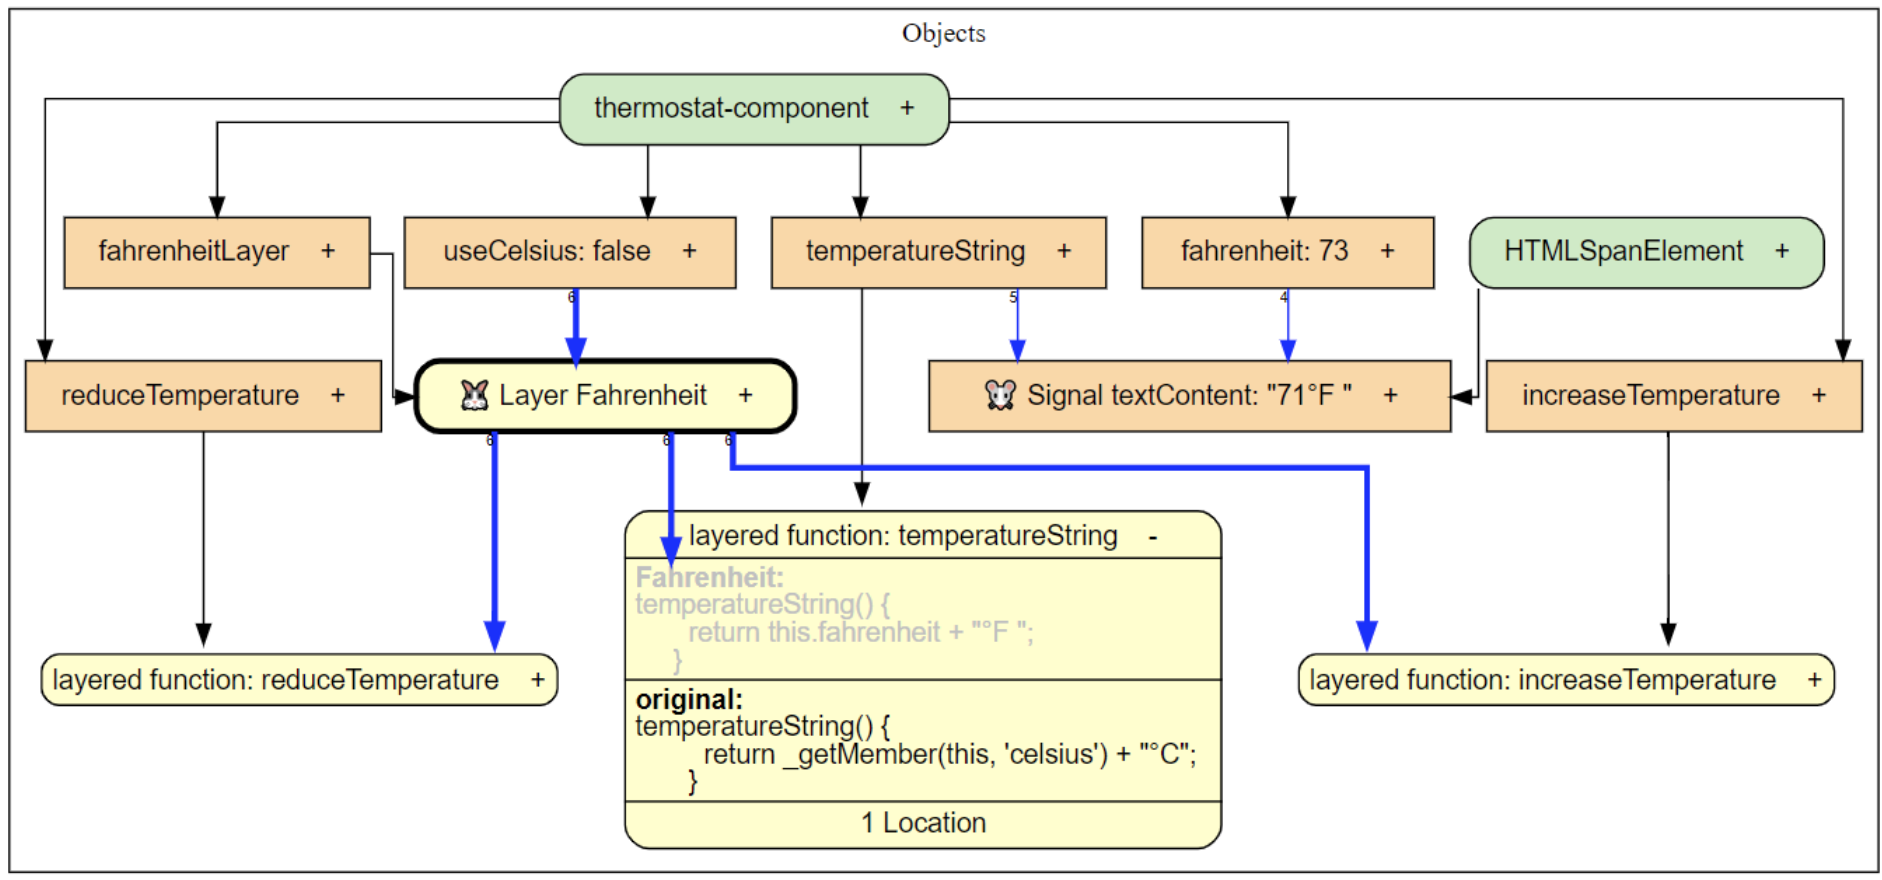 Objects
thermostat-component +
fahrenheitLayer +
useCelsius: false +
temperatureString +
fahrenheit: 73 +
HTMLSpanElement +
6
5
4
reduceTemperature +
Layer Fahrenheit +
Signal textContent: "71°F " +
increaseTemperature +
6
6
6
layered function: temperatureString -
Fahrenheit:
temperatureString() {
return this.fahrenheit + "°F ";
}
original:
temperatureString() {
return _getMember(this, 'celsius') + "°C";
}
1 Location
layered function: reduceTemperature +
layered function: increaseTemperature +